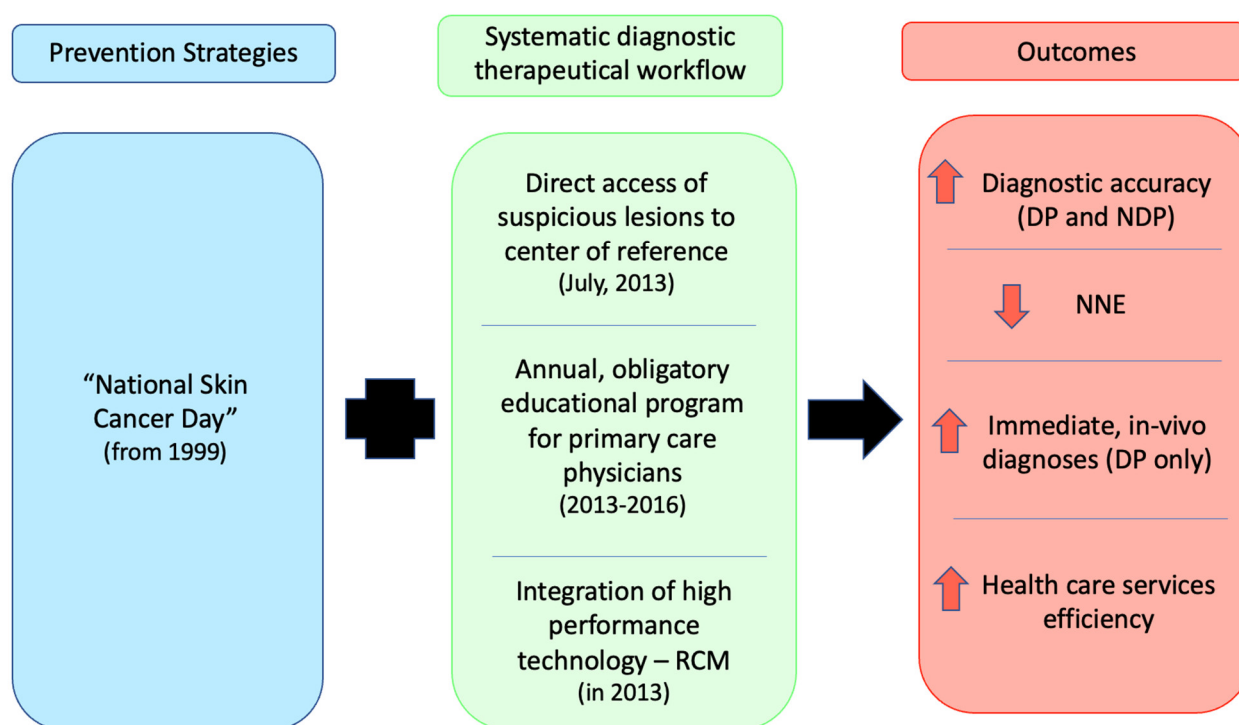 Prevention Strategies
“National Skin
Cancer Day”
(from 1999)
Systematic diagnostic
therapeutical workflow
Direct access of
suspicious lesions to
center of reference
(July, 2013)
Annual, obligatory
educational program
for primary care
physicians
(2013-2016)
Integration of high
performance
technology – RCM
(in 2013)
Outcomes
Diagnostic accuracy
(DP and NDP)
NNE
Immediate, in-vivo
diagnoses (DP only)
Health care services
efficiency